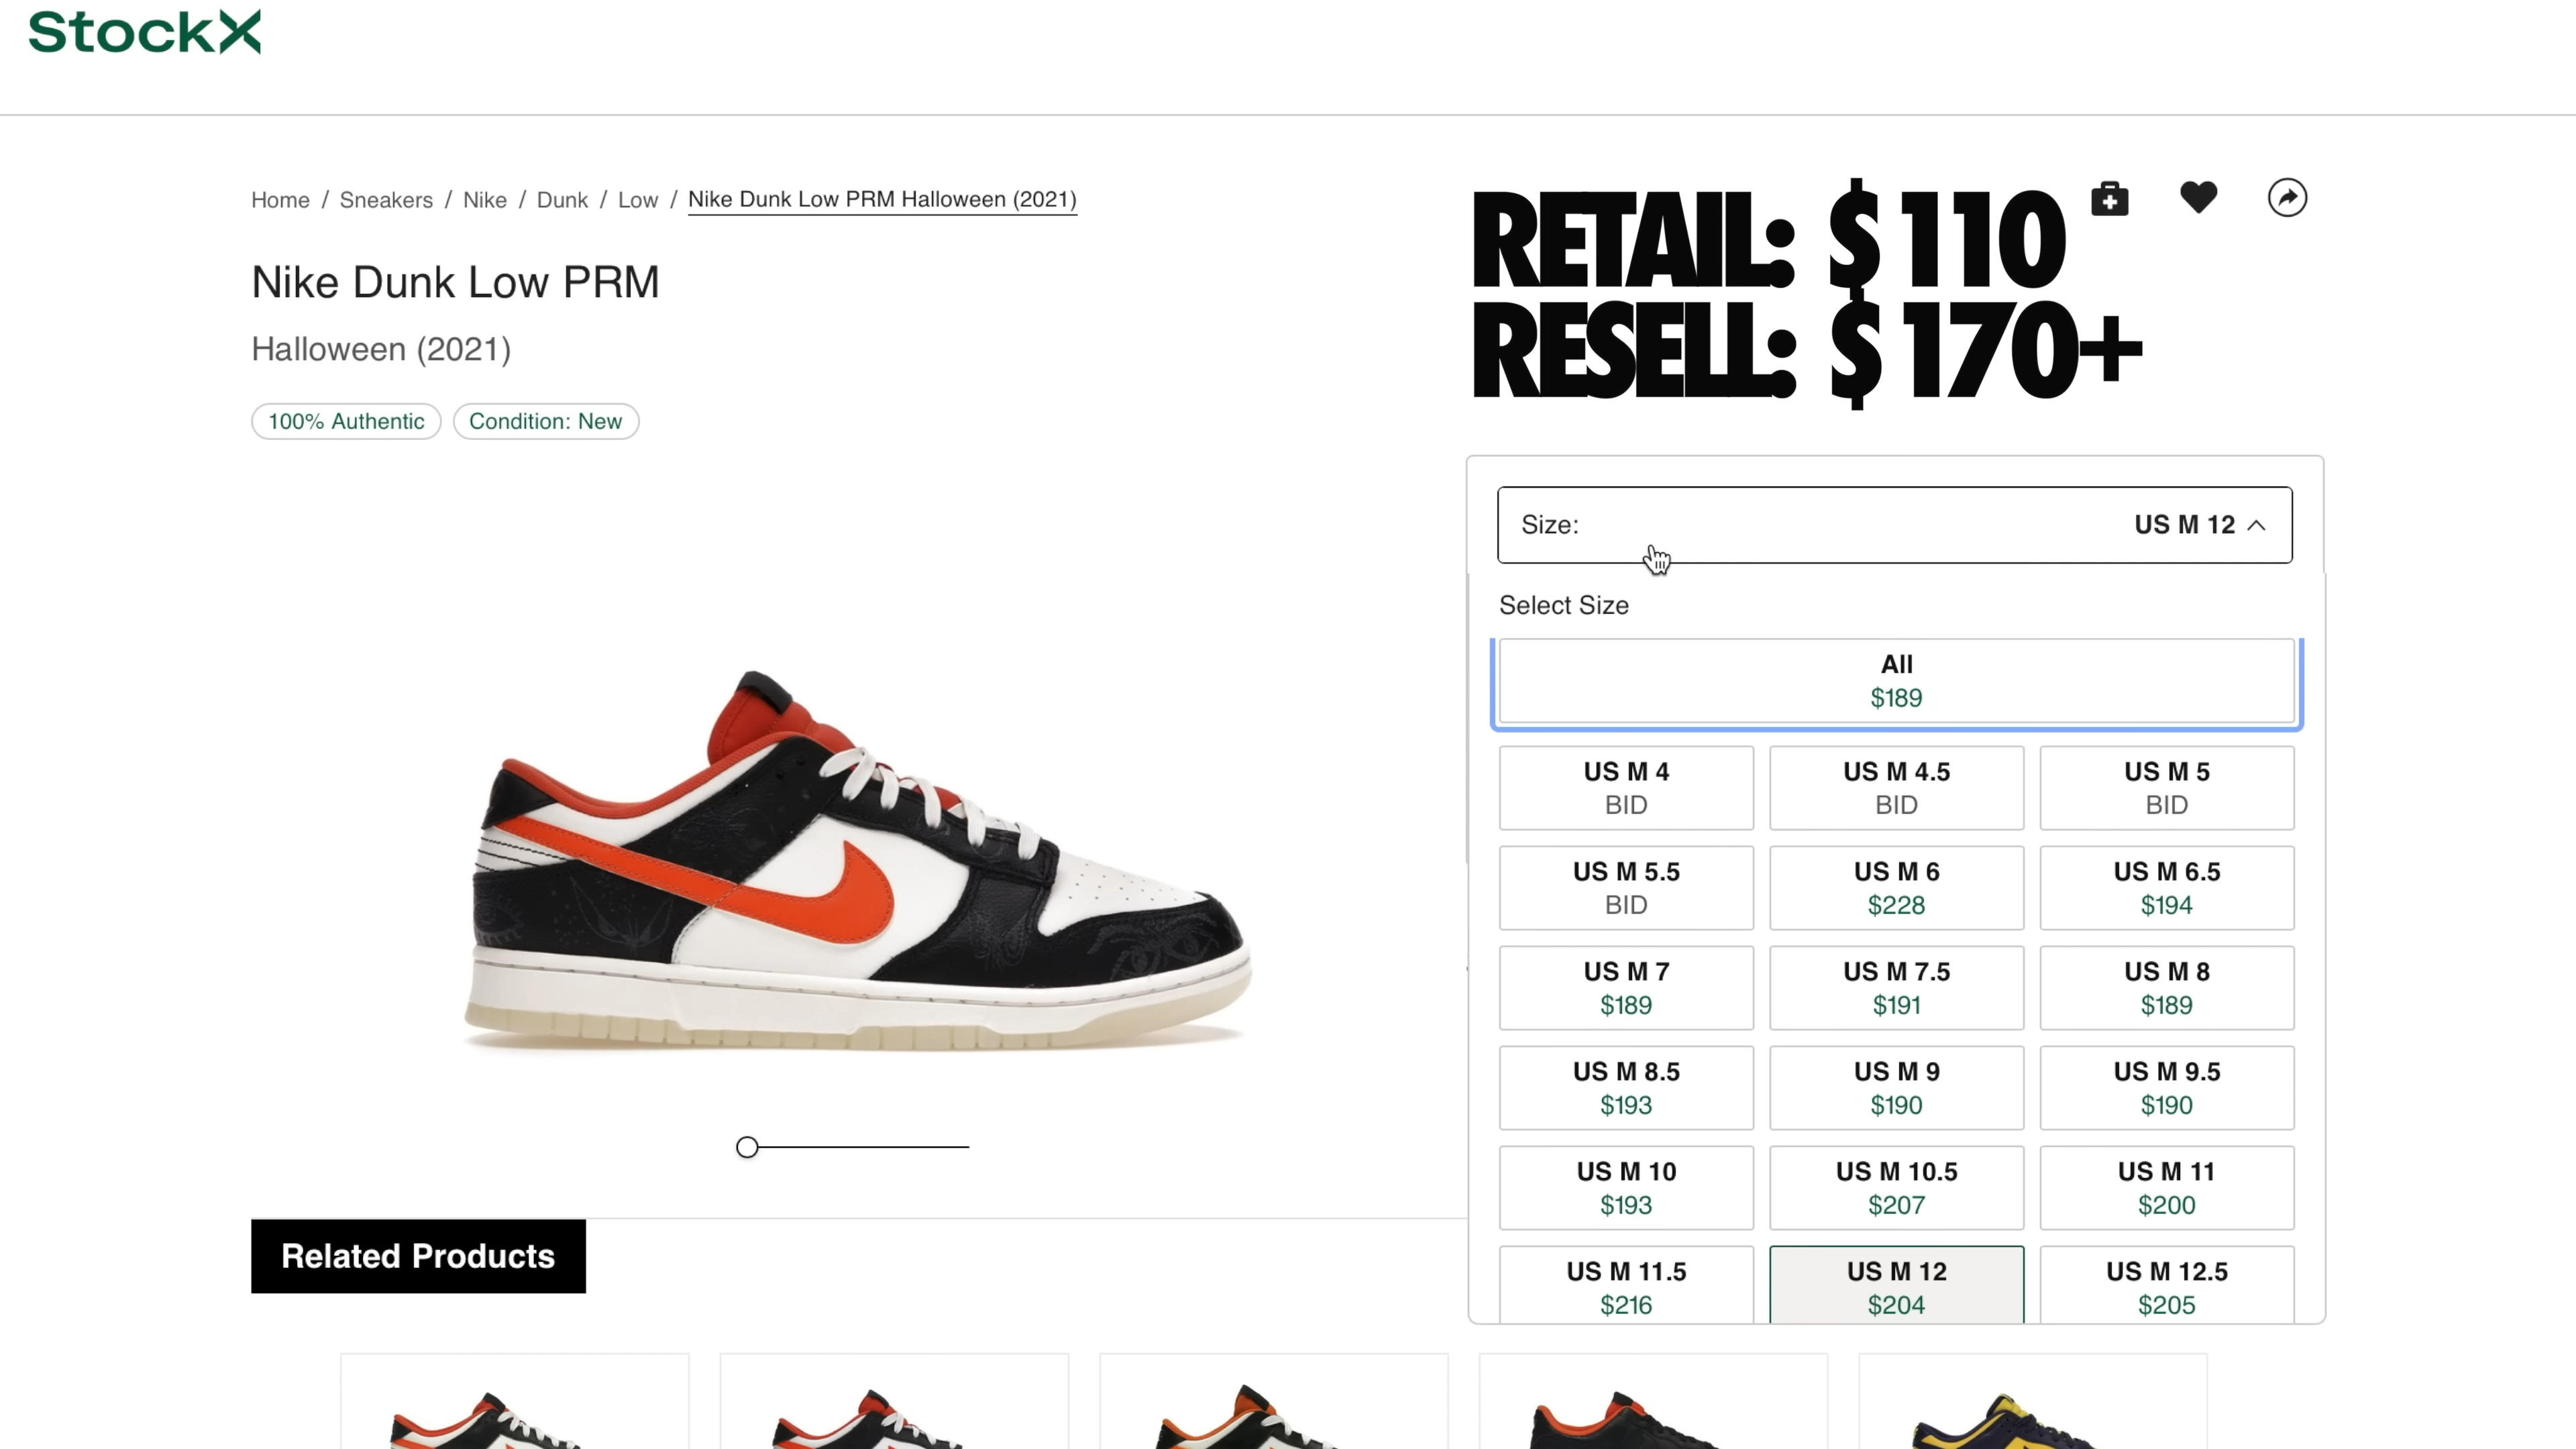 StockX
Home / Sneakers / Nike / Dunk / Low / Nike Dunk Low PRM Halloween (2021)
Nike Dunk Low PRM
Halloween (2021)
100% Authentic Condition: New
RETAIL: $110
RESELL: $170+
Size: US M 12
Select Size
All
$189
US M 4
BID
US M 4.5
BID
US M 5
BID
US M 5.5
BID
US M 6
$228
US M 6.5
$194
US M 7
$189
US M 7.5
$191
US M 8
$189
US M 8.5
$193
US M 9
$190
US M 9.5
$190
US M 10
$193
US M 10.5
$207
US M 11
$200
US M 11.5
$216
US M 12
$204
US M 12.5
$205
Related Products